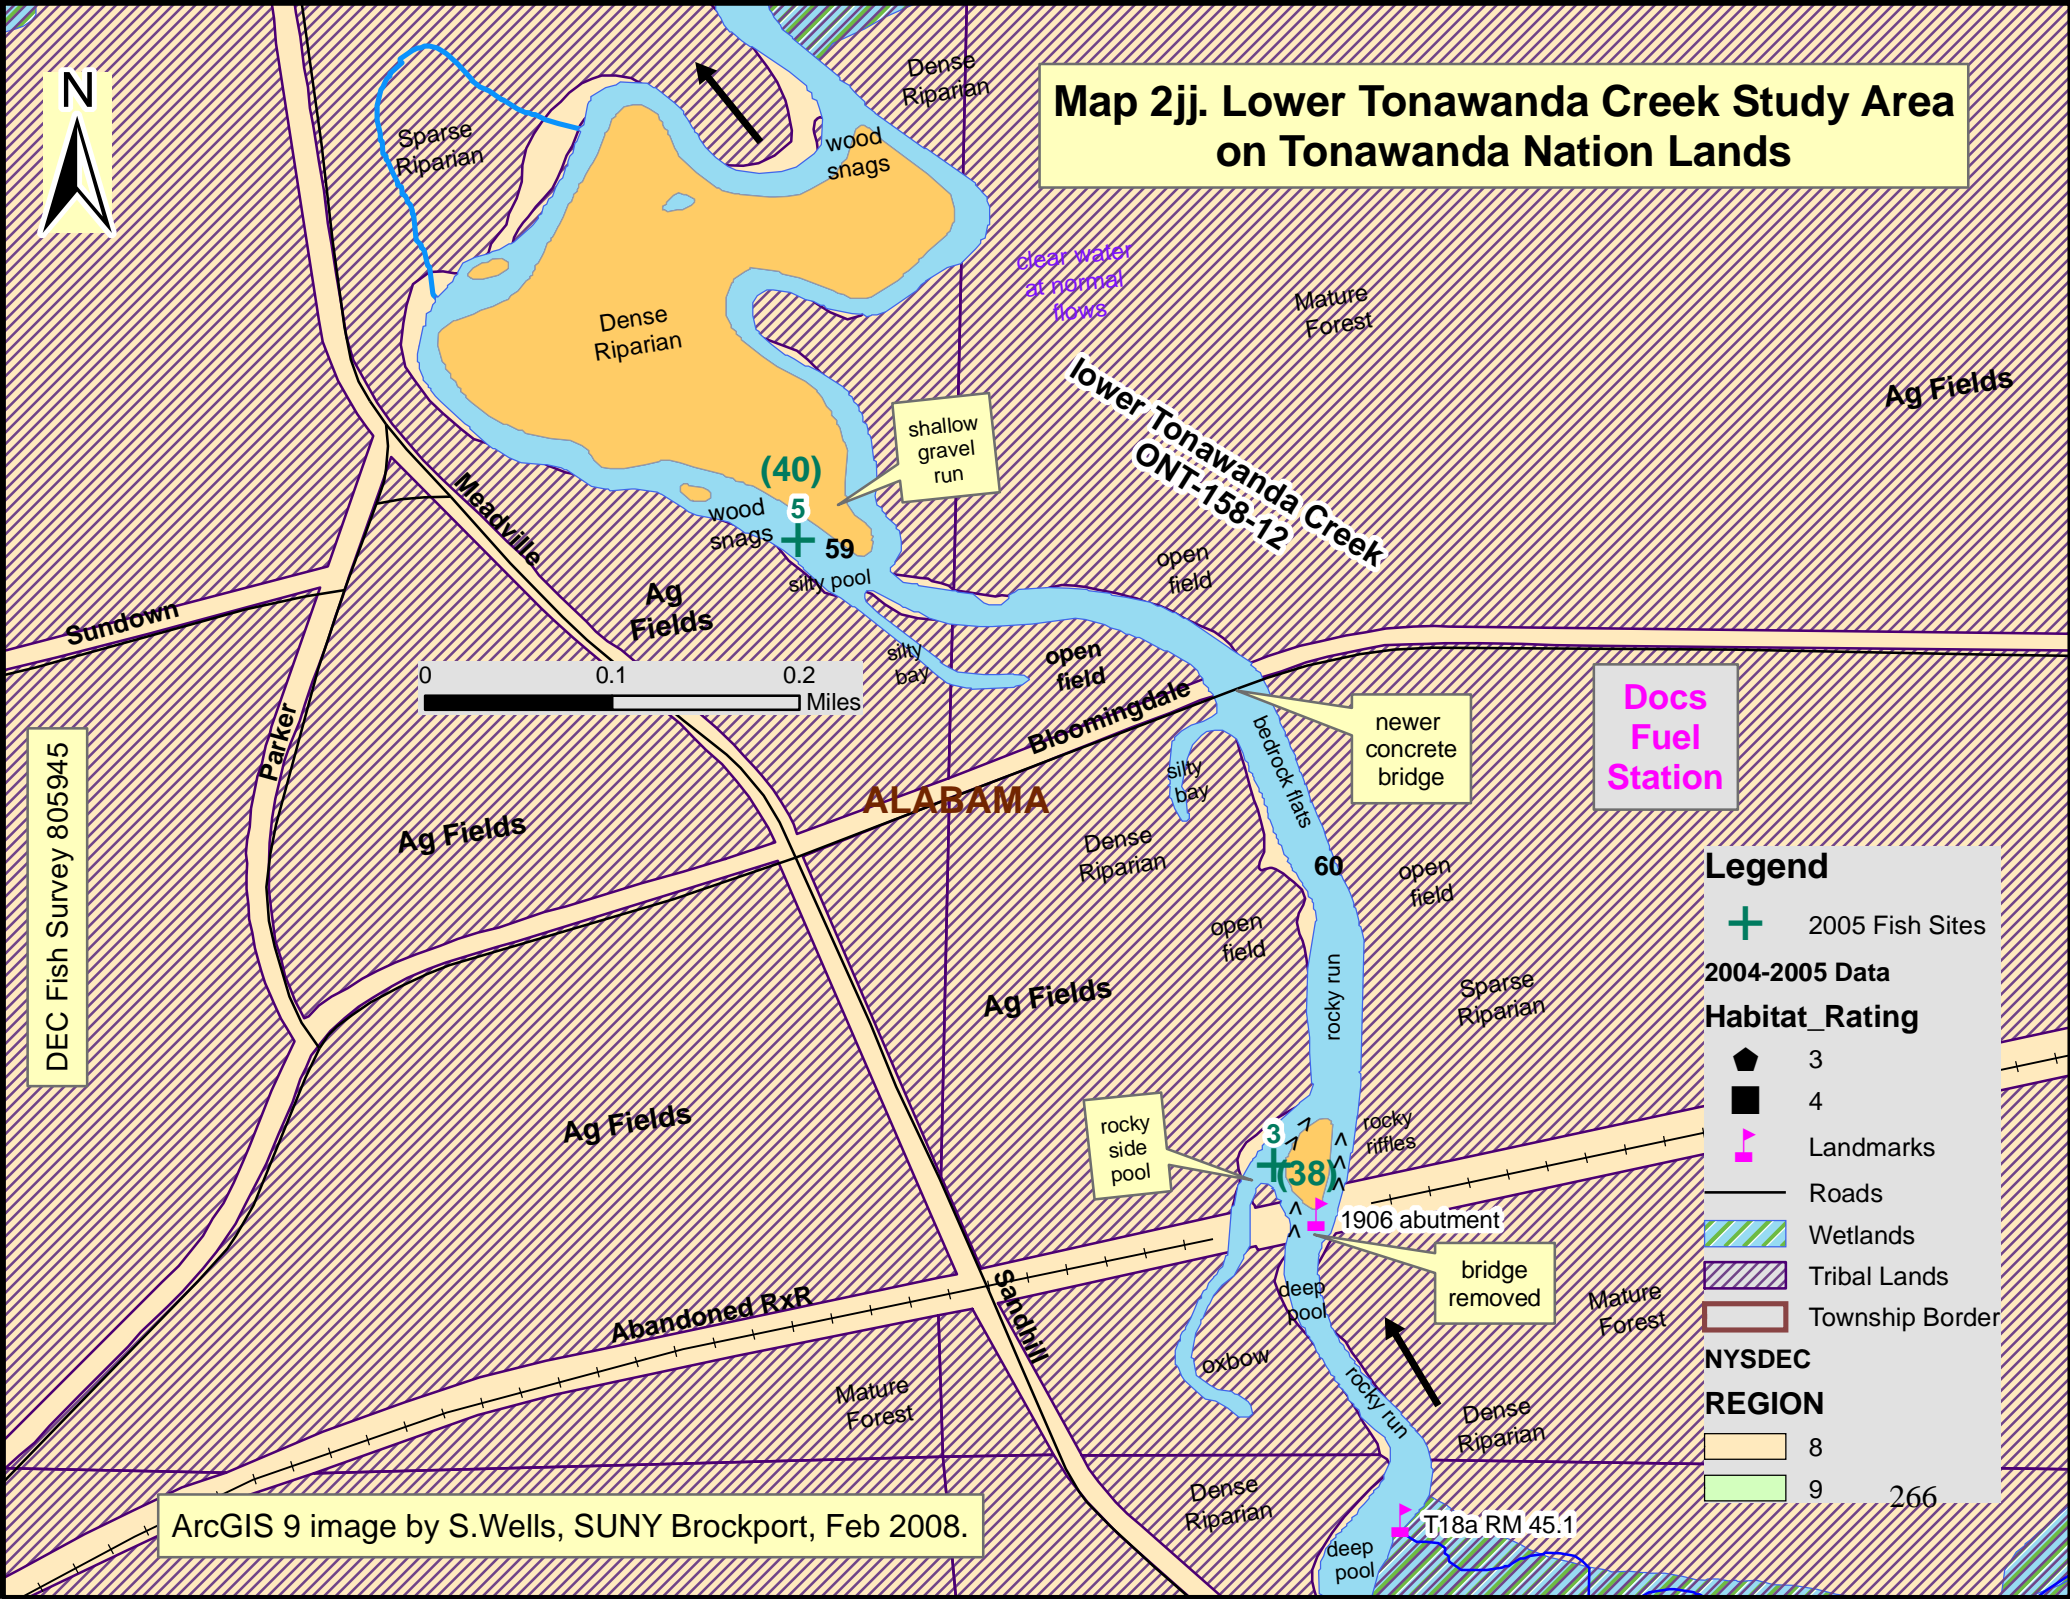 N
Map 2jj. Lower Tonawanda Creek Study Area
on Tonawanda Nation Lands
Dense
Riparian
Sparse
Riparian
wood
snags
clear water
at normal
flows
Mature
Forest
Dense
Riparian
Ag Fields
lower Tonawanda Creek
ONT-158-12
shallow
gravel
run
(40)
5
59
wood
snags
silty pool
Meadville
Ag
Fields
open
field
Sundown
silty
bay
open
field
0 0.1 0.2
Miles
Bloomingdale
newer
concrete
bridge
Docs
Fuel
Station
Parker
DEC Fish Survey 805945
bedrock flats
silty
bay
ALABAMA
Ag Fields
Dense
Riparian
60
open
field
open
field
Ag Fields
rocky run
Sparse
Riparian
Ag Fields
rocky
side
pool
3
(38)
rocky
riffles
1906 abutment
bridge
removed
deep
pool
Mature
Forest
Abandoned RxR
Sandhill
oxbow
rocky run
Mature
Forest
Dense
Riparian
Dense
Riparian
T18a RM 45.1
deep
pool
Legend
2005 Fish Sites
2004-2005 Data
Habitat_Rating
3
4
Landmarks
Roads
Wetlands
Tribal Lands
Township Border
NYSDEC
REGION
8
9
266
ArcGIS 9 image by S.Wells, SUNY Brockport, Feb 2008.